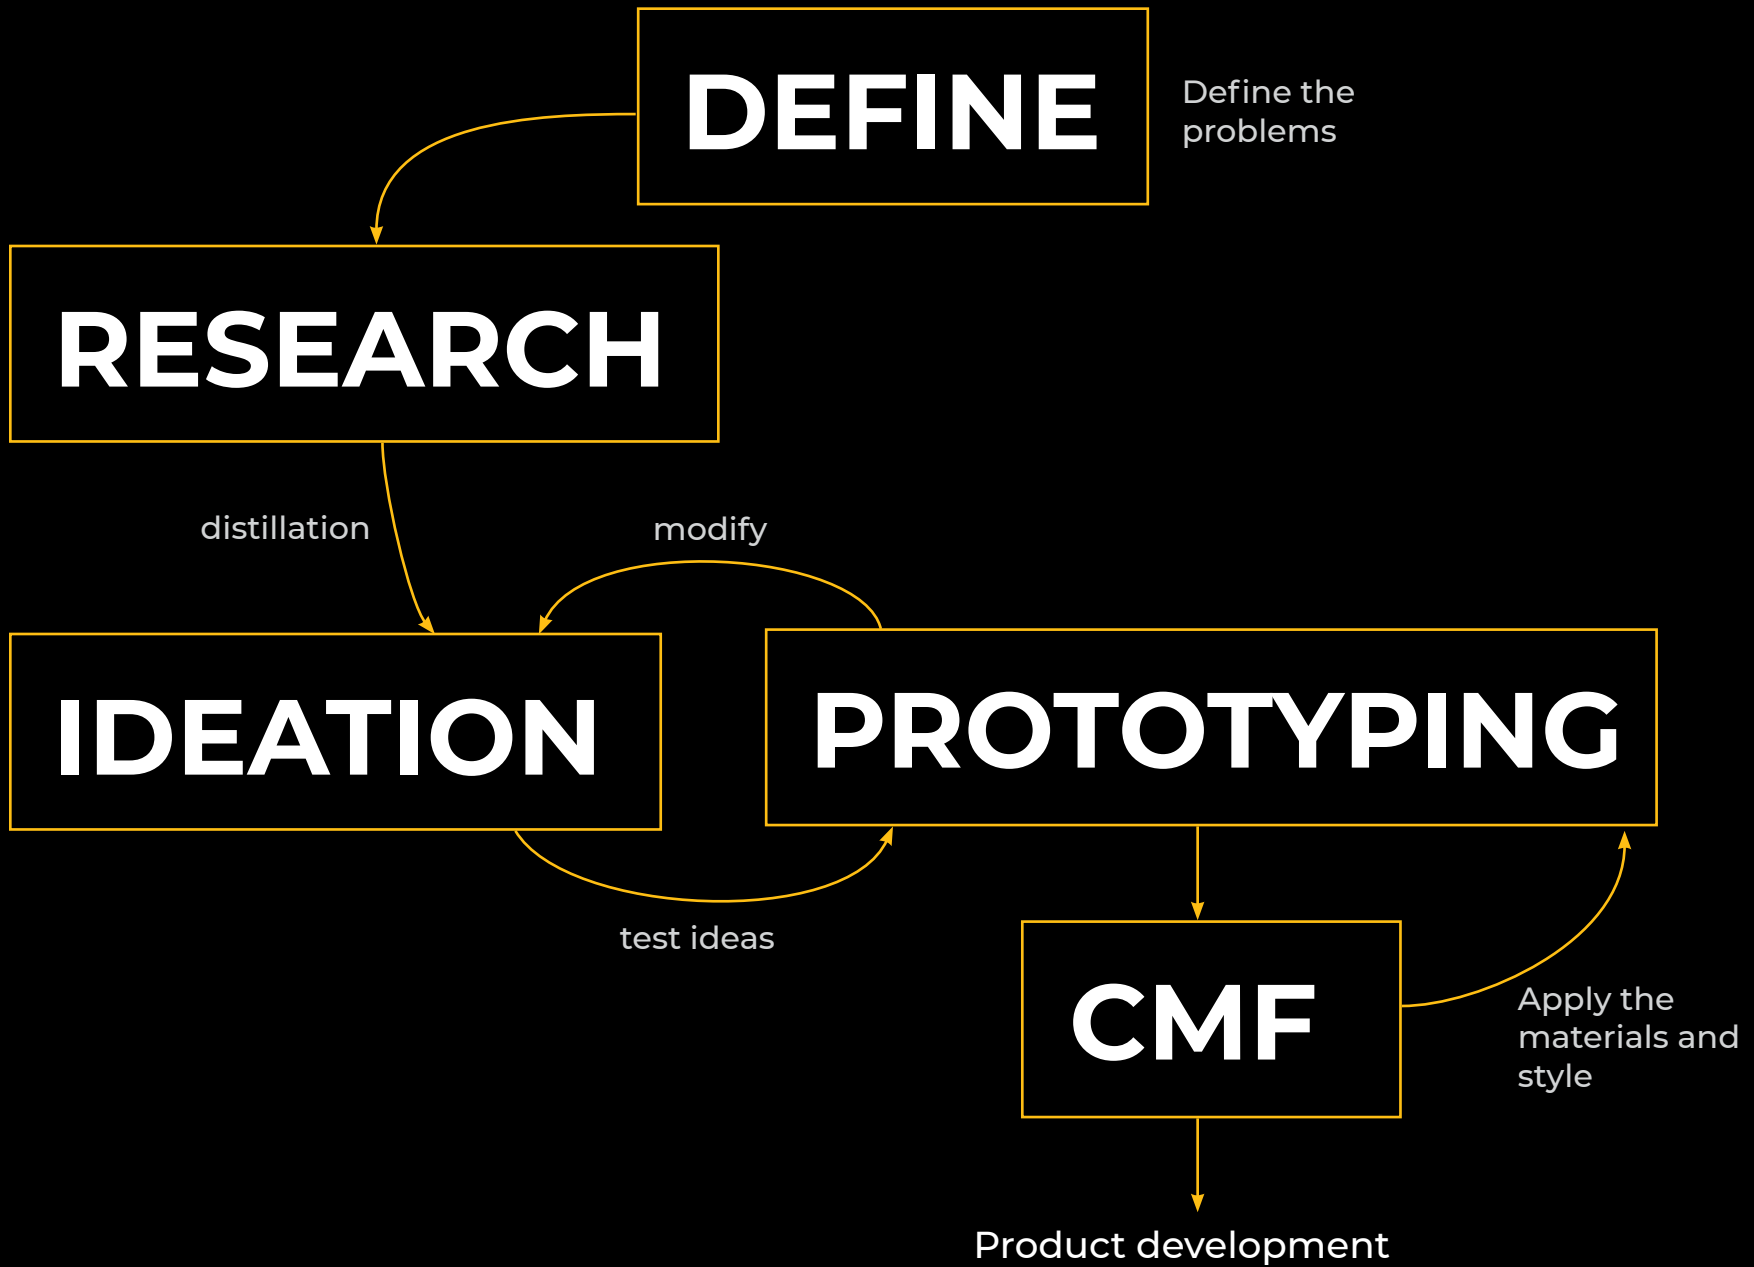 DEFINE
Define the
problems
RESEARCH
distillation
modify
IDEATION
PROTOTYPING
test ideas
CMF
Apply the
materials and
style
Product development